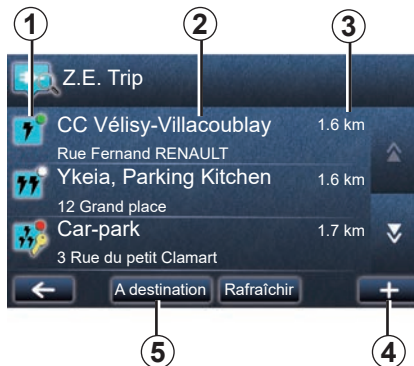 1 2 3
Z.E. Trip
CC Vélisy-Villacoublay 1.6 km
Rue Fernand RENAULT
Ykeia, Parking Kitchen 1.6 km
12 Grand place
Car-park 1.7 km
3 Rue du petit Clamart
A destination Rafraîchir +
5 4